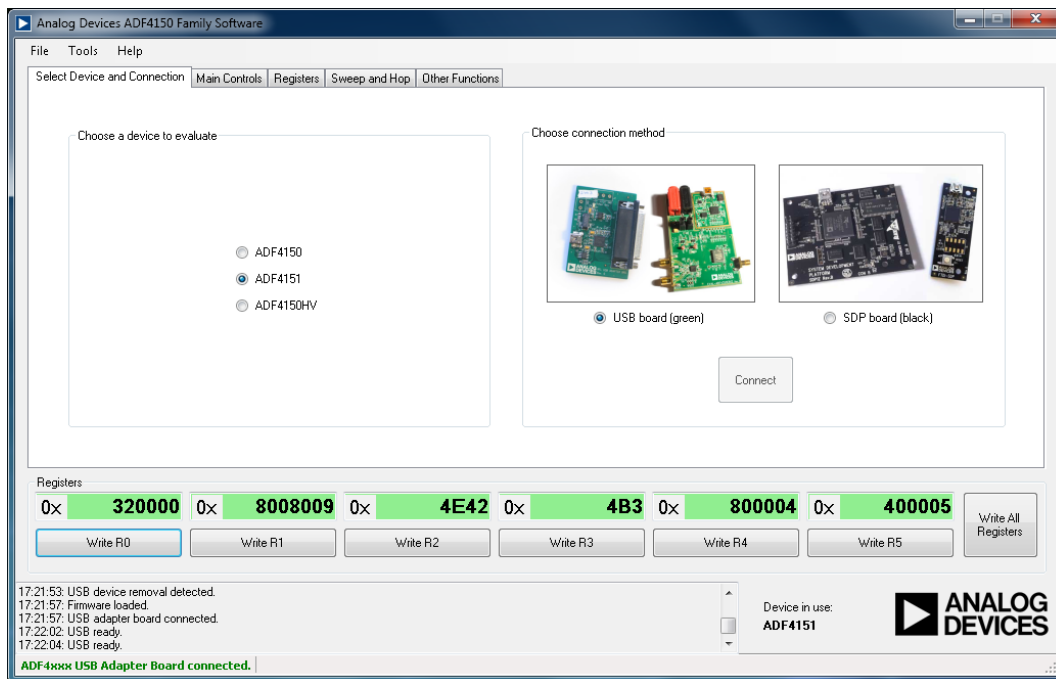 Analog Devices ADF4150 Family Software
File Tools Help
Select Device and Connection Main Controls Registers Sweep and Hop Other Functions
Choose a device to evaluate
ADF4150
ADF4151
ADF4150HV
Choose connection method
ANALOG DEVICES
SYSTEM DEVELOPMENT
PLATFORM
USB board (green) SDP board (black)
Connect
Registers
0x 320000 0x 8008009 0x 4E42 0x 4B3 0x 800004 0x 400005
Write R0 Write R1 Write R2 Write R3 Write R4 Write R5
Write All
Registers
17:21:53: USB device removal detected.
17:21:57: Firmware loaded.
17:21:57: USB adapter board connected.
17:22:02: USB ready.
17:22:04: USB ready.
Device in use:
ADF4151
ANALOG
DEVICES
ADF4xxx USB Adapter Board connected.